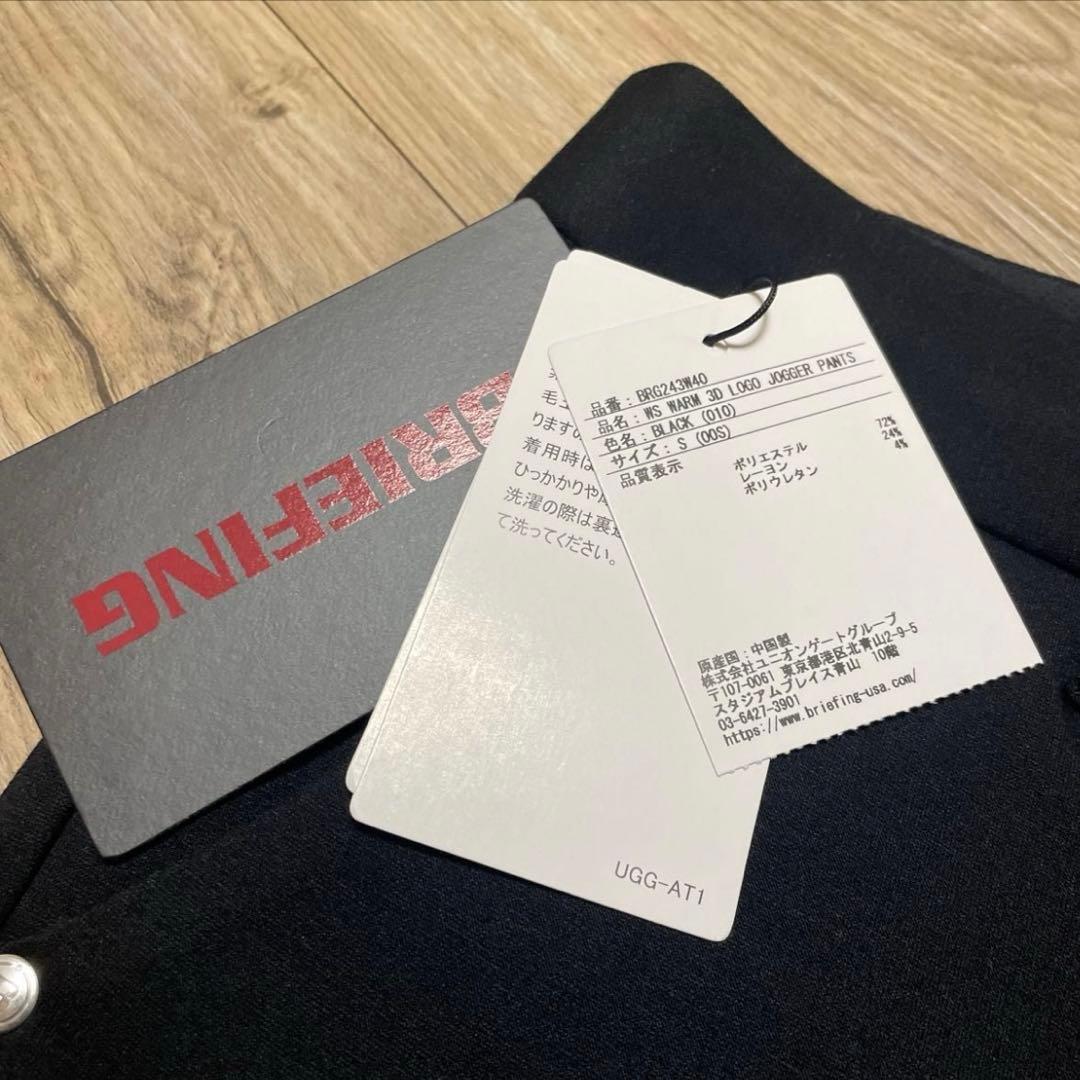 BRIEFING
毛
りますの
着用時は
ひっかかりや
洗濯の際は裏
て洗ってください。
UGG-AT1
品番:BRG243W40
品名:WS WARM 3D LOGO JOGGER PANTS
色名:BLACK (010)
サイズ:S (00S)
品質表示 ポリエステル 72%
レーヨン 24%
ポリウレタン 4%
原産国:中国製
株式会社ユニオンゲートグループ
〒107-0061 東京都港区北青山2-9-5
スタジアムプレイス青山 10階
03-6427-3901
https://www.briefing-usa.com/